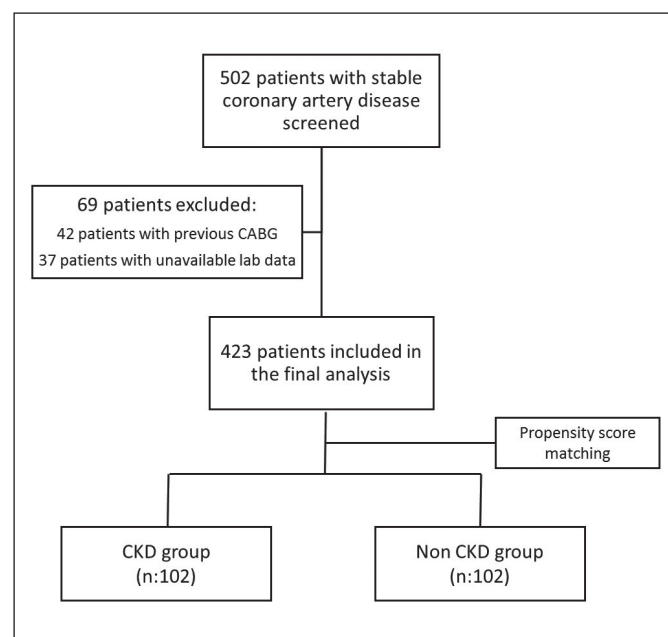 502 patients with stable
coronary artery disease
screened
69 patients excluded:
42 patients with previous CABG
37 patients with unavailable lab data
423 patients included in
the final analysis
Propensity score
matching
CKD group
(n:102)
Non CKD group
(n:102)